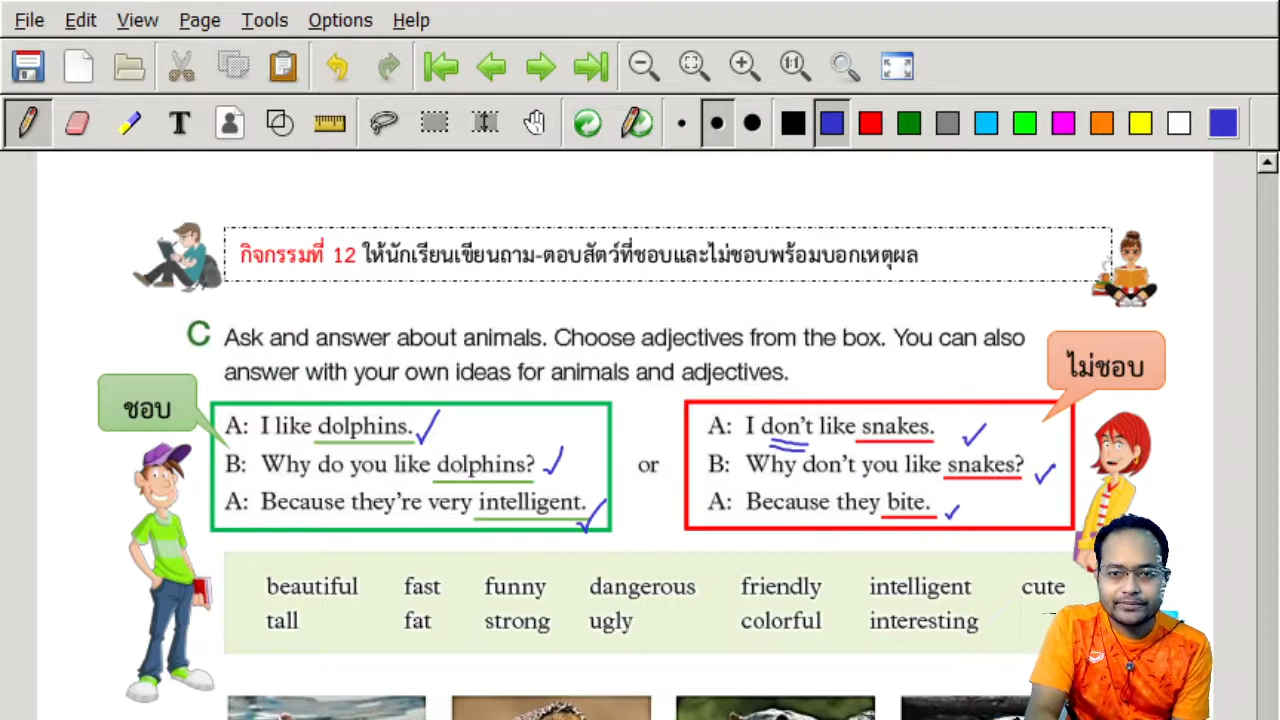 File Edit View Page Tools Options Help
กิจกรรมที่ 12 ให้นักเรียนเขียนถาม-ตอบสัตว์ที่ชอบและไม่ชอบพร้อมบอกเหตุผล
C Ask and answer about animals. Choose adjectives from the box. You can also
answer with your own ideas for animals and adjectives.
ไม่ชอบ
ชอบ
A: I like dolphins.
B: Why do you like dolphins?
A: Because they're very intelligent.
or
A: I don't like snakes.
B: Why don't you like snakes?
A: Because they bite.
beautiful fast funny dangerous friendly intelligent cute
tall fat strong ugly colorful interesting